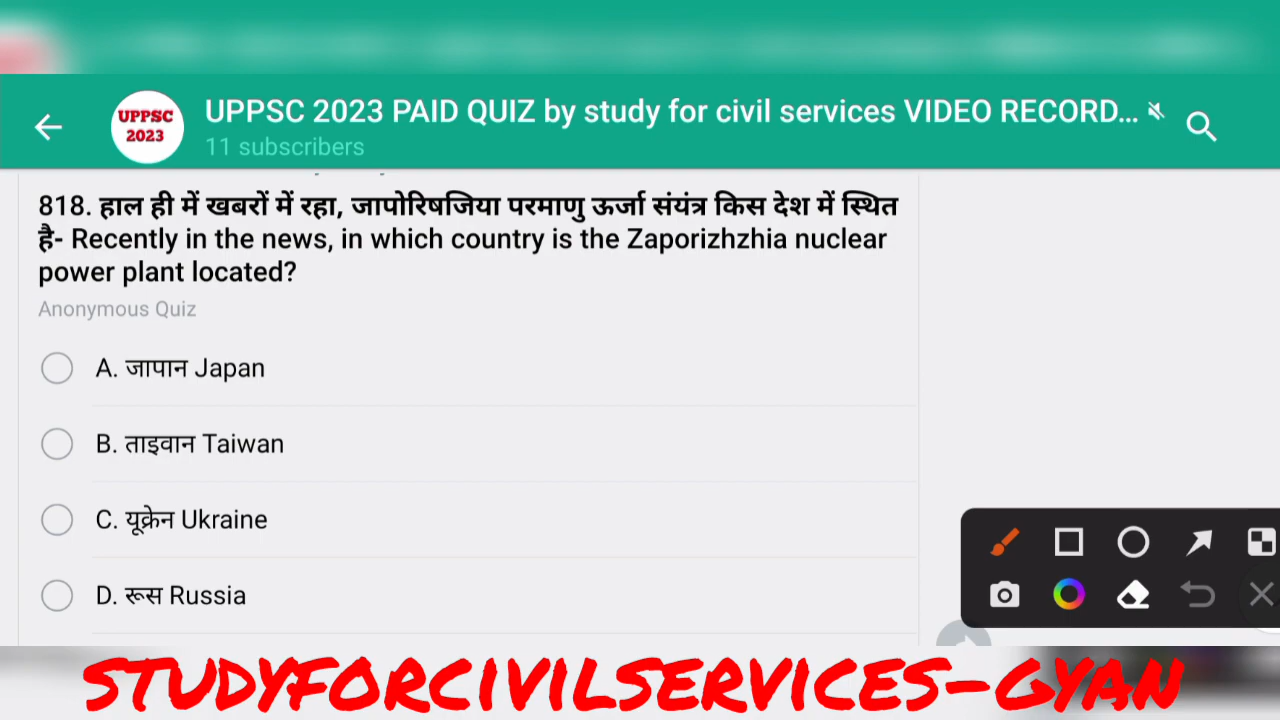 UPPSC
2023
UPPSC 2023 PAID QUIZ by study for civil services VIDEO RECORD...
11 subscribers
818. हाल ही में खबरों में रहा, जापोरिषजिया परमाणु ऊर्जा संयंत्र किस देश में स्थित
है- Recently in the news, in which country is the Zaporizhzhia nuclear
power plant located?
Anonymous Quiz
A. जापान Japan
B. ताइवान Taiwan
C. यूक्रेन Ukraine
D. रूस Russia
STUDYFORCIVILSERVICES-GYAN